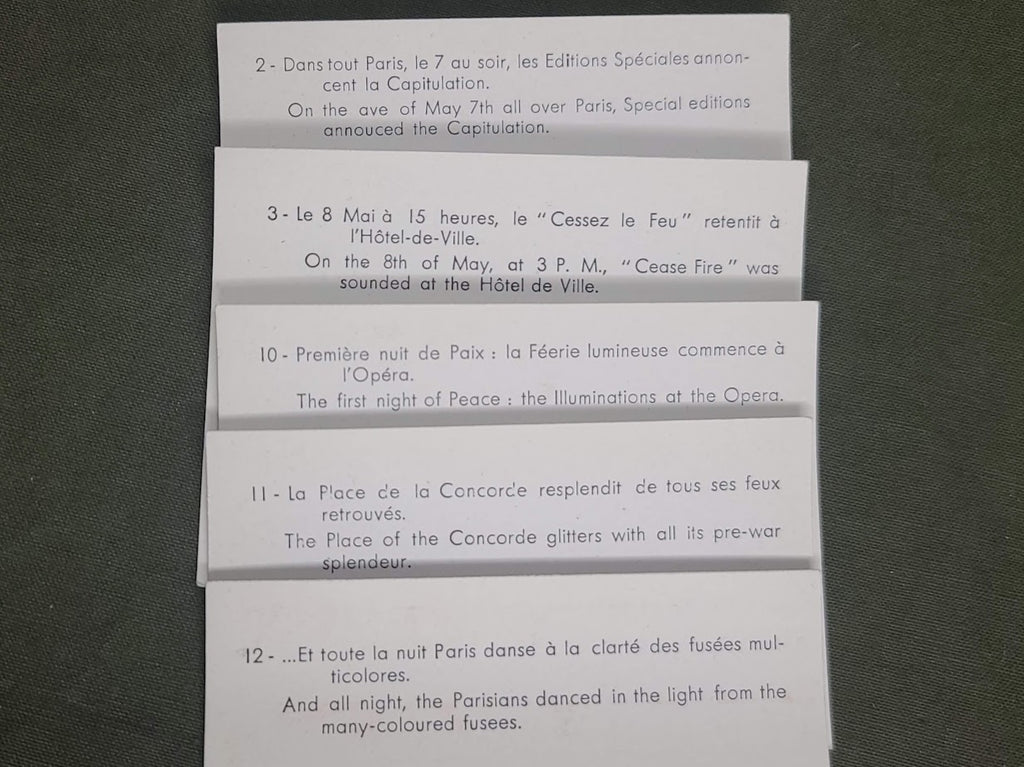 2 - Dans tout Paris, le 7 au soir, les Editions Spéciales annon-
cent la Capitulation.
On the ave of May 7th all over Paris, Special editions
annouced the Capitulation.
3 - Le 8 Mai à 15 heures, le "Cessez le Feu" retentit à
l'Hôtel-de-Ville.
On the 8th of May, at 3 P. M., "Cease Fire" was
sounded at the Hôtel de Ville.
10 - Première nuit de Paix : la Féerie lumineuse commence à
l'Opéra.
The first night of Peace : the Illuminations at the Opera.
11 - La Place de la Concorde resplendit de tous ses feux
retrouvés.
The Place of the Concorde glitters with all its pre-war
splendeur.
12 - ...Et toute la nuit Paris danse à la clarté des fusées mul-
ticolores.
And all night, the Parisians danced in the light from the
many-coloured fusees.